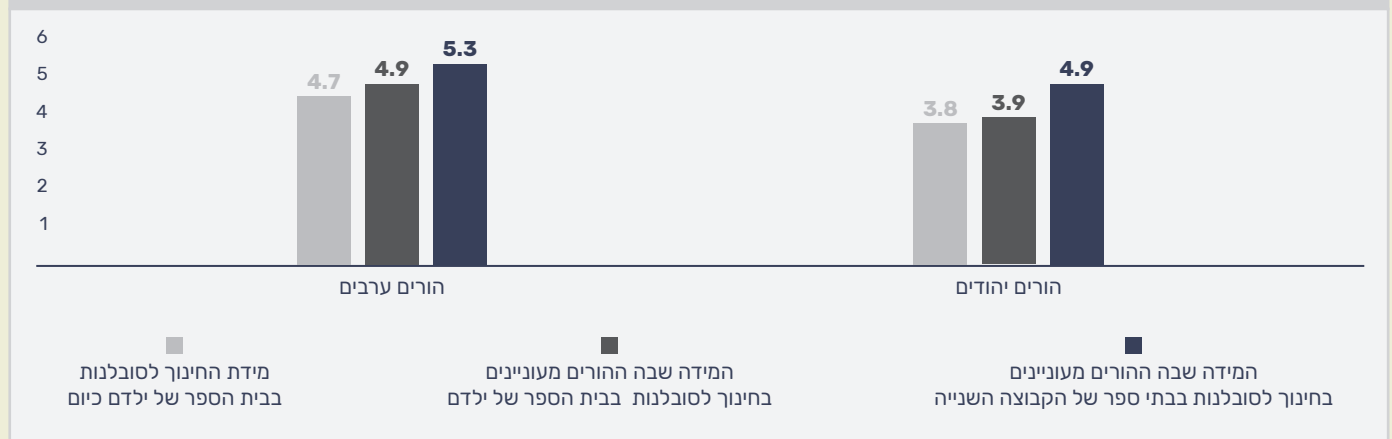 6
5
4
3
2
1
5.3
4.9
4.7
4.9
3.9
3.8
הורים יהודים
הורים ערבים
המידה שבה ההורים מעוניינים
בחינוך לסובלנות בבתי ספר של הקבוצה השנייה
המידה שבה ההורים מעוניינים
בחינוך לסובלנות בבית הספר של ילדם
מידת החינוך לסובלנות
בבית הספר של ילדם כיום